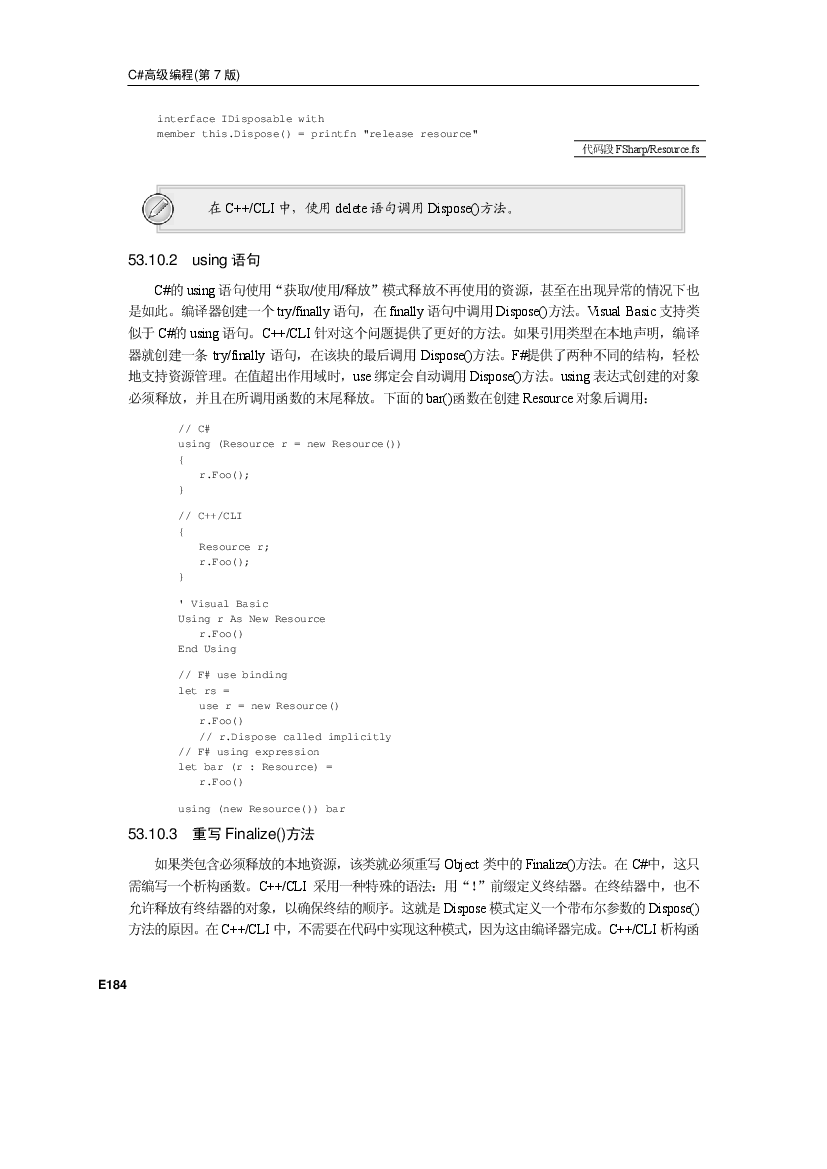 C#高级编程(第 7 版)
interface IDisposable with
member this.Dispose() = printfn "release resource"
代码段 FSharp/Resource.fs
在 C++/CLI 中，使用 delete 语句调用 Dispose()方法。
53.10.2 using 语句
C#的 using 语句使用“获取/使用/释放”模式释放不再使用的资源，甚至在出现异常的情况下也
是如此。编译器创建一个 try/finally 语句，在 finally 语句中调用 Dispose()方法。Visual Basic 支持类
似于 C#的 using 语句。C++/CLI 针对这个问题提供了更好的方法。如果引用类型在本地声明，编译
器就创建一条 try/finally 语句，在该块的最后调用 Dispose()方法。F#提供了两种不同的结构，轻松
地支持资源管理。在值超出作用域时，use 绑定会自动调用 Dispose()方法。using 表达式创建的对象
必须释放，并且在所调用函数的末尾释放。下面的 bar()函数在创建 Resource 对象后调用：
// C#
using (Resource r = new Resource())
{
r.Foo();
}
// C++/CLI
{
Resource r;
r.Foo();
}
' Visual Basic
Using r As New Resource
r.Foo()
End Using
// F# use binding
let rs =
use r = new Resource()
r.Foo()
// r.Dispose called implicitly
// F# using expression
let bar (r : Resource) =
r.Foo()
using (new Resource()) bar
53.10.3 重写 Finalize()方法
如果类包含必须释放的本地资源，该类就必须重写 Object 类中的 Finalize()方法。在 C#中，这只
需编写一个析构函数。C++/CLI 采用一种特殊的语法：用“!”前缀定义终结器。在终结器中，也不
允许释放有终结器的对象，以确保终结的顺序。这就是 Dispose 模式定义一个带布尔参数的 Dispose()
方法的原因。在 C++/CLI 中，不需要在代码中实现这种模式，因为这由编译器完成。C++/CLI 析构函
E184